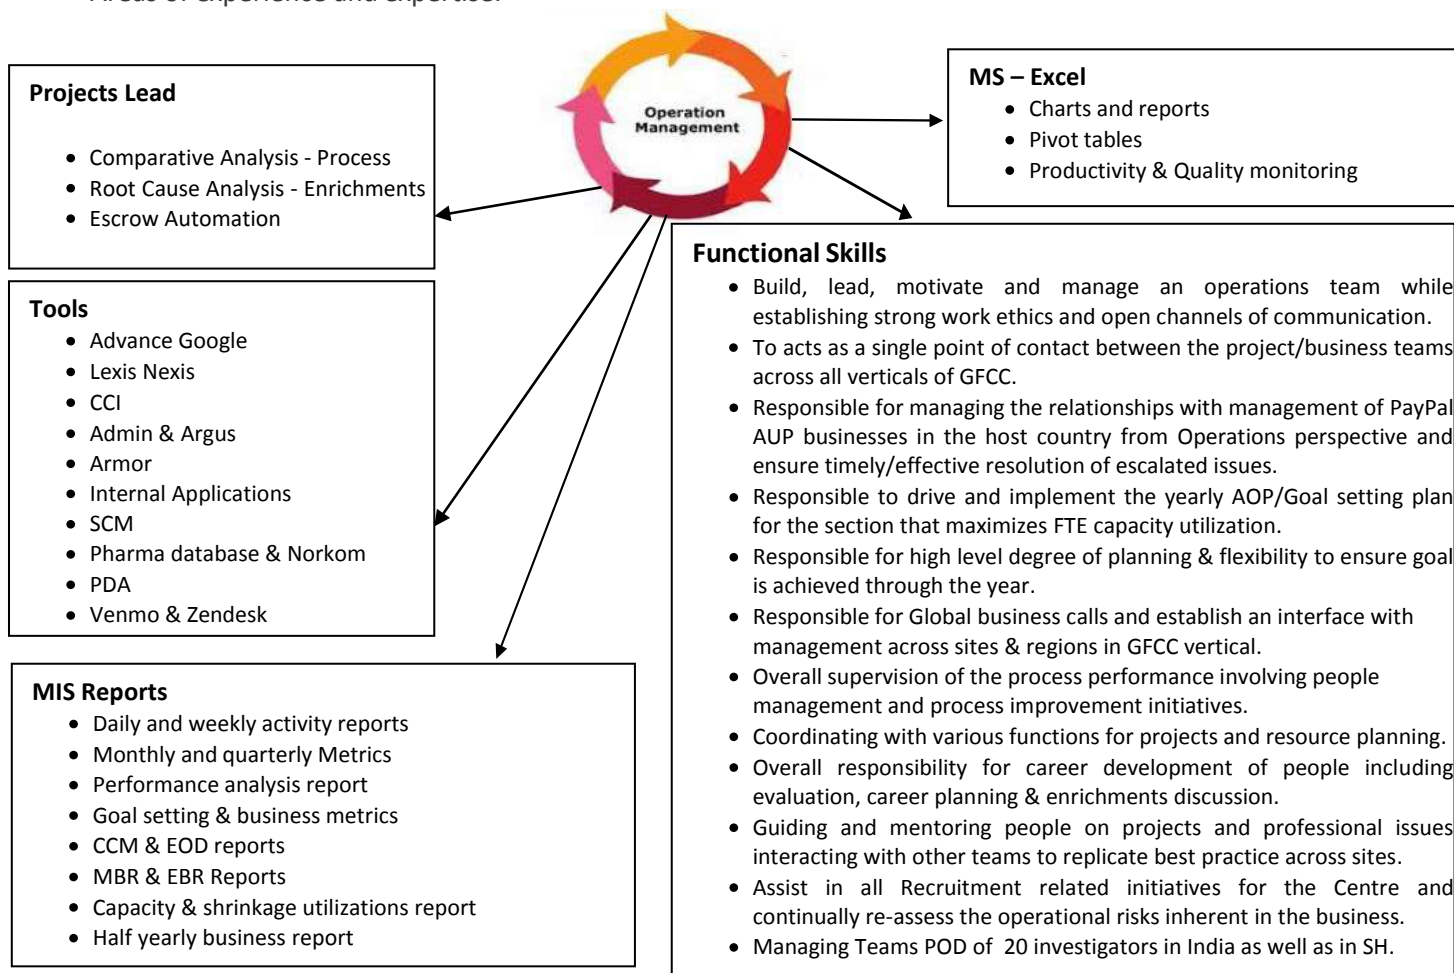 Areas of experience and expertise:
Operation
Management
Projects Lead
• Comparative Analysis - Process
• Root Cause Analysis - Enrichments
• Escrow Automation
MS – Excel
• Charts and reports
• Pivot tables
• Productivity & Quality monitoring
Tools
• Advance Google
• Lexis Nexis
• CCI
• Admin & Argus
• Armor
• Internal Applications
• SCM
• Pharma database & Norkom
• PDA
• Venmo & Zendesk
MIS Reports
• Daily and weekly activity reports
• Monthly and quarterly Metrics
• Performance analysis report
• Goal setting & business metrics
• CCM & EOD reports
• MBR & EBR Reports
• Capacity & shrinkage utilizations report
• Half yearly business report
Functional Skills
• Build, lead, motivate and manage an operations team while
establishing strong work ethics and open channels of communication.
• To acts as a single point of contact between the project/business teams
across all verticals of GFCC.
• Responsible for managing the relationships with management of PayPal
AUP businesses in the host country from Operations perspective and
ensure timely/effective resolution of escalated issues.
• Responsible to drive and implement the yearly AOP/Goal setting plan
for the section that maximizes FTE capacity utilization.
• Responsible for high level degree of planning & flexibility to ensure goal
is achieved through the year.
• Responsible for Global business calls and establish an interface with
management across sites & regions in GFCC vertical.
• Overall supervision of the process performance involving people
management and process improvement initiatives.
• Coordinating with various functions for projects and resource planning.
• Overall responsibility for career development of people including
evaluation, career planning & enrichments discussion.
• Guiding and mentoring people on projects and professional issues
interacting with other teams to replicate best practice across sites.
• Assist in all Recruitment related initiatives for the Centre and
continually re-assess the operational risks inherent in the business.
• Managing Teams POD of 20 investigators in India as well as in SH.